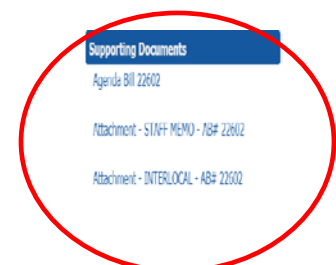 Supporting Documents
Agenda Bill 22602
Attachment - STAFF MEMO - AB# 22602
Attachment - INTERLOCAL - AB# 22602